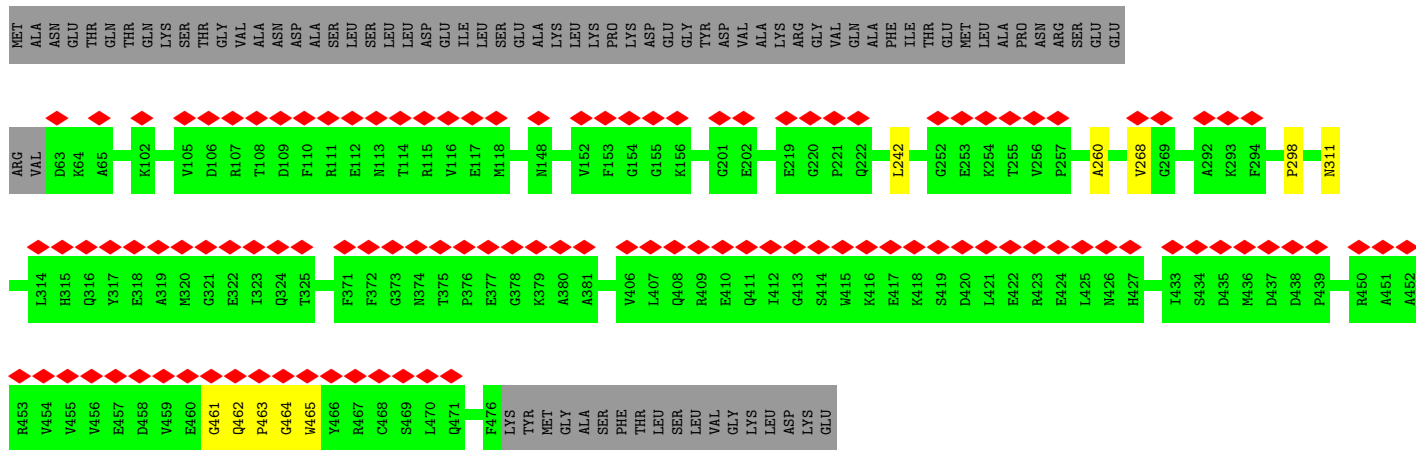 MET ALA ASN GLU THR GLN THR GLN LYS SER THR GLY VAL ALA ASN ASP ALA SER LEU SER LEU LEU ASP GLU ILE LEU SER GLU ALA LYS LEU LYS PRO LYS ASP GLU GLY TYR ASP VAL ALA LYS ARG GLY VAL GLN ALA PHE ILE THR GLU MET LEU ALA PRO ASN ARG SER GLU GLU
ARG VAL D63 K64 A65 K102 V105 D106 R107 T108 D109 F110 R111 E112 N113 T114 R115 V116 E117 M118 N148 V152 F153 G154 G155 K156 G201 E202 E219 G220 P221 Q222 L242 G252 E253 K254 T255 V256 P257 A260 V268 G269 A292 K293 F294 P298 N311
L314 H315 Q316 Y317 E318 A319 M320 G321 E322 I323 Q324 T325 F371 F372 G373 N374 T375 P376 E377 G378 K379 A380 A381 V406 L407 Q408 R409 E410 Q411 I412 G413 S414 W415 K416 E417 K418 S419 D420 L421 E422 R423 E424 L425 N426 H427 I433 S434 D435 M436 D437 D438 P439 R450 A451 A452
R453 V454 V455 V456 E457 D458 V459 E460 G461 Q462 P463 G464 W465 Y466 R467 C468 S469 L470 Q471 F476 LYS TYR MET GLY ALA SER PHE THR LEU SER LEU VAL GLY LYS LEU ASP LYS GLU